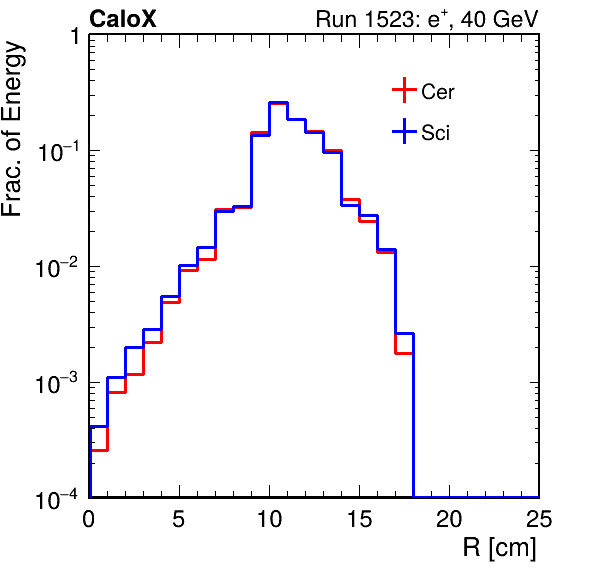 CaloX Run 1523: e⁺, 40 GeV
Frac. of Energy
1
10⁻¹
10⁻²
10⁻³
10⁻⁴
Cer
Sci
0 5 10 15 20 25
R [cm]